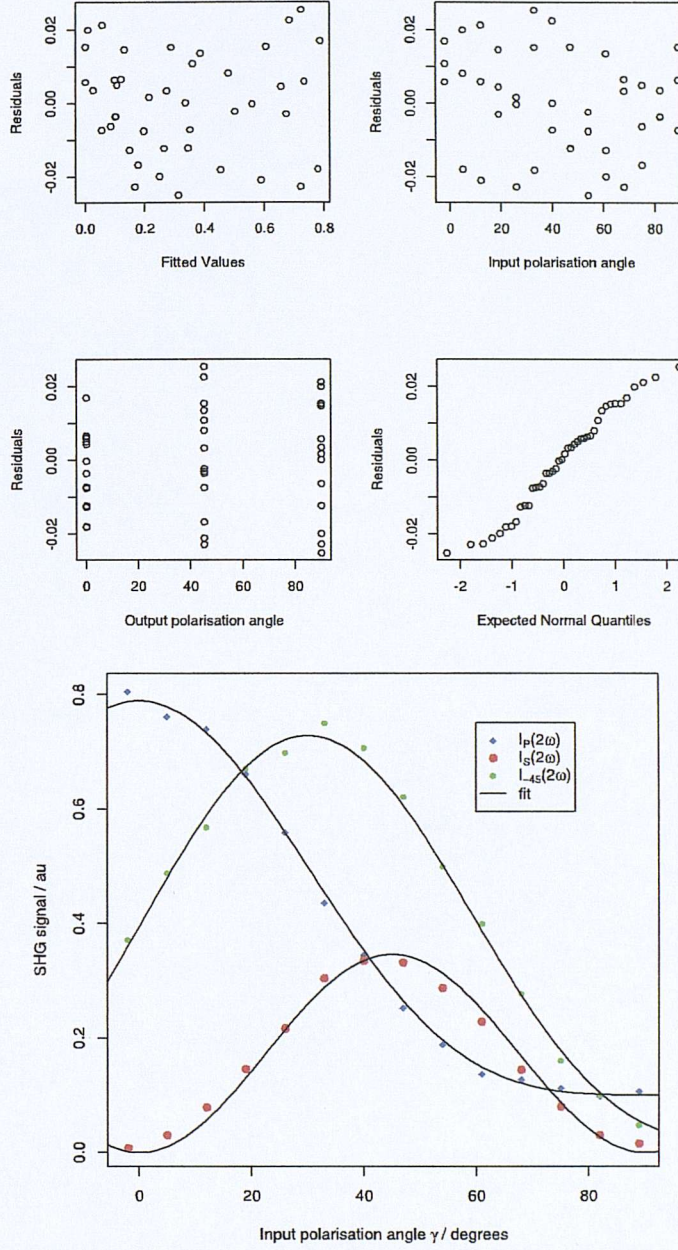 Residuals
0.02
0.00
-0.02
0.0 0.2 0.4 0.6 0.8
Fitted Values
Residuals
0.02
0.00
-0.02
0 20 40 60 80
Input polarisation angle
Residuals
0.02
0.00
-0.02
0 20 40 60 80
Output polarisation angle
Residuals
0.02
0.00
-0.02
-2 -1 0 1 2
Expected Normal Quantiles
SHG signal / au
0.8
0.6
0.4
0.2
0.0
I_P(2ω)
I_S(2ω)
I_-45(2ω)
fit
0 20 40 60 80
Input polarisation angle γ / degrees